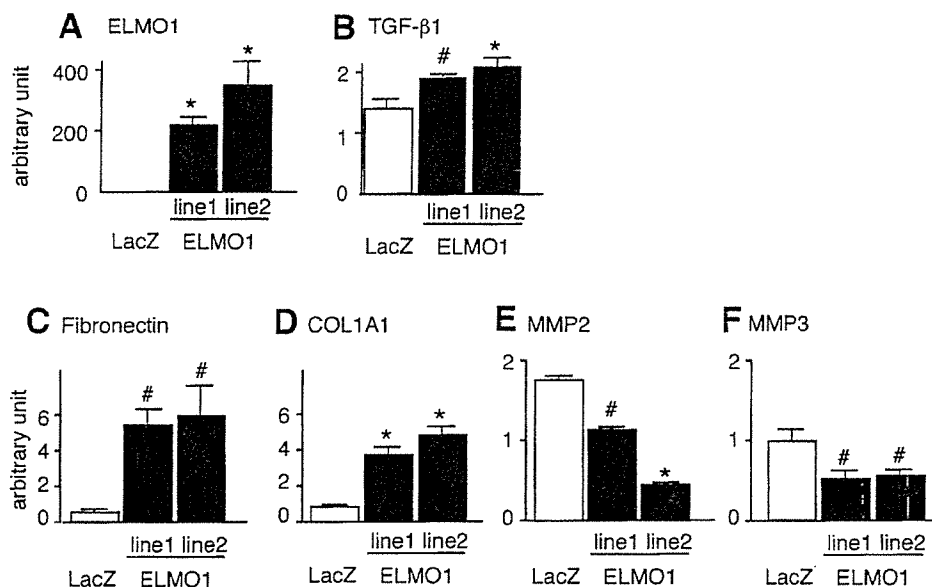 A ELMO1
arbitrary unit
400
200
0
*
*
line1 line2
LacZ ELMO1
B TGF-β1
2
1
0
#
*
line1 line2
LacZ ELMO1
C Fibronectin
arbitrary unit
6
4
2
0
#
#
line1 line2
LacZ ELMO1
D COL1A1
6
4
2
0
*
*
line1 line2
LacZ ELMO1
E MMP2
2
1
0
#
*
line1 line2
LacZ ELMO1
F MMP3
2
1
0
#
#
line1 line2
LacZ ELMO1